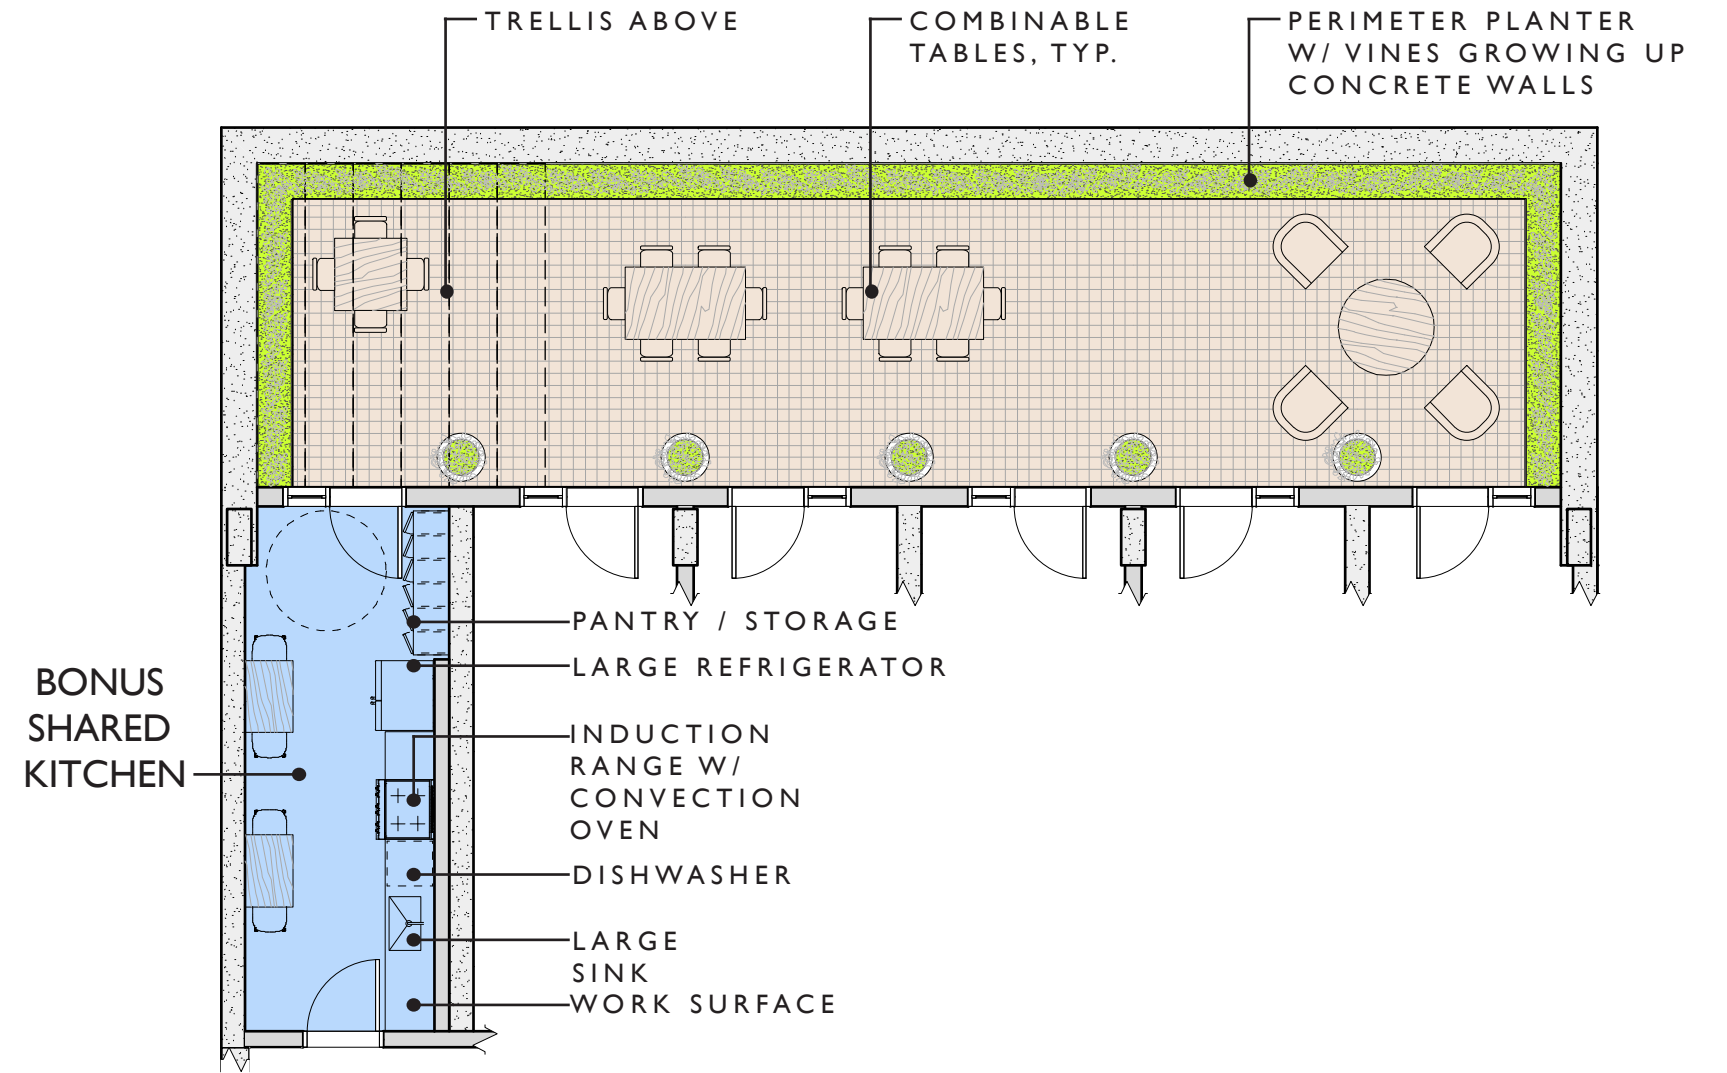 TRELLIS ABOVE
COMBINABLE
TABLES, TYP.
PERIMETER PLANTER
W/ VINES GROWING UP
CONCRETE WALLS
PANTRY / STORAGE
LARGE REFRIGERATOR
BONUS
SHARED
KITCHEN
INDUCTION
RANGE W/
CONVECTION
OVEN
DISHWASHER
LARGE
SINK
WORK SURFACE